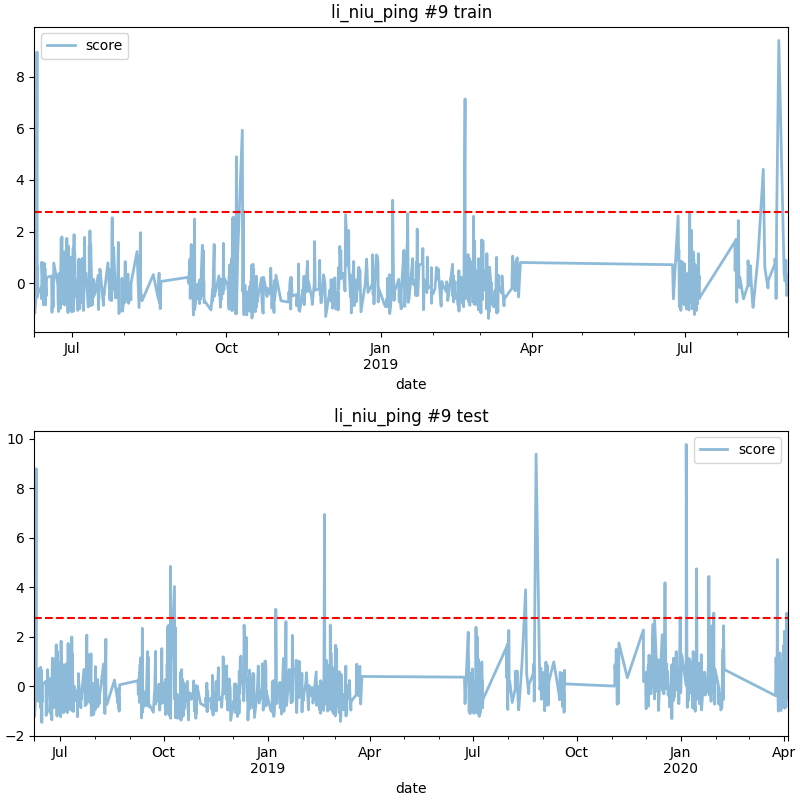 li_niu_ping #9 train
score
8
6
4
2
0
Jul
Oct
Jan
2019
Apr
Jul
date
li_niu_ping #9 test
score
10
8
6
4
2
0
−2
Jul
Oct
Jan
2019
Apr
Jul
Oct
Jan
2020
Apr
date